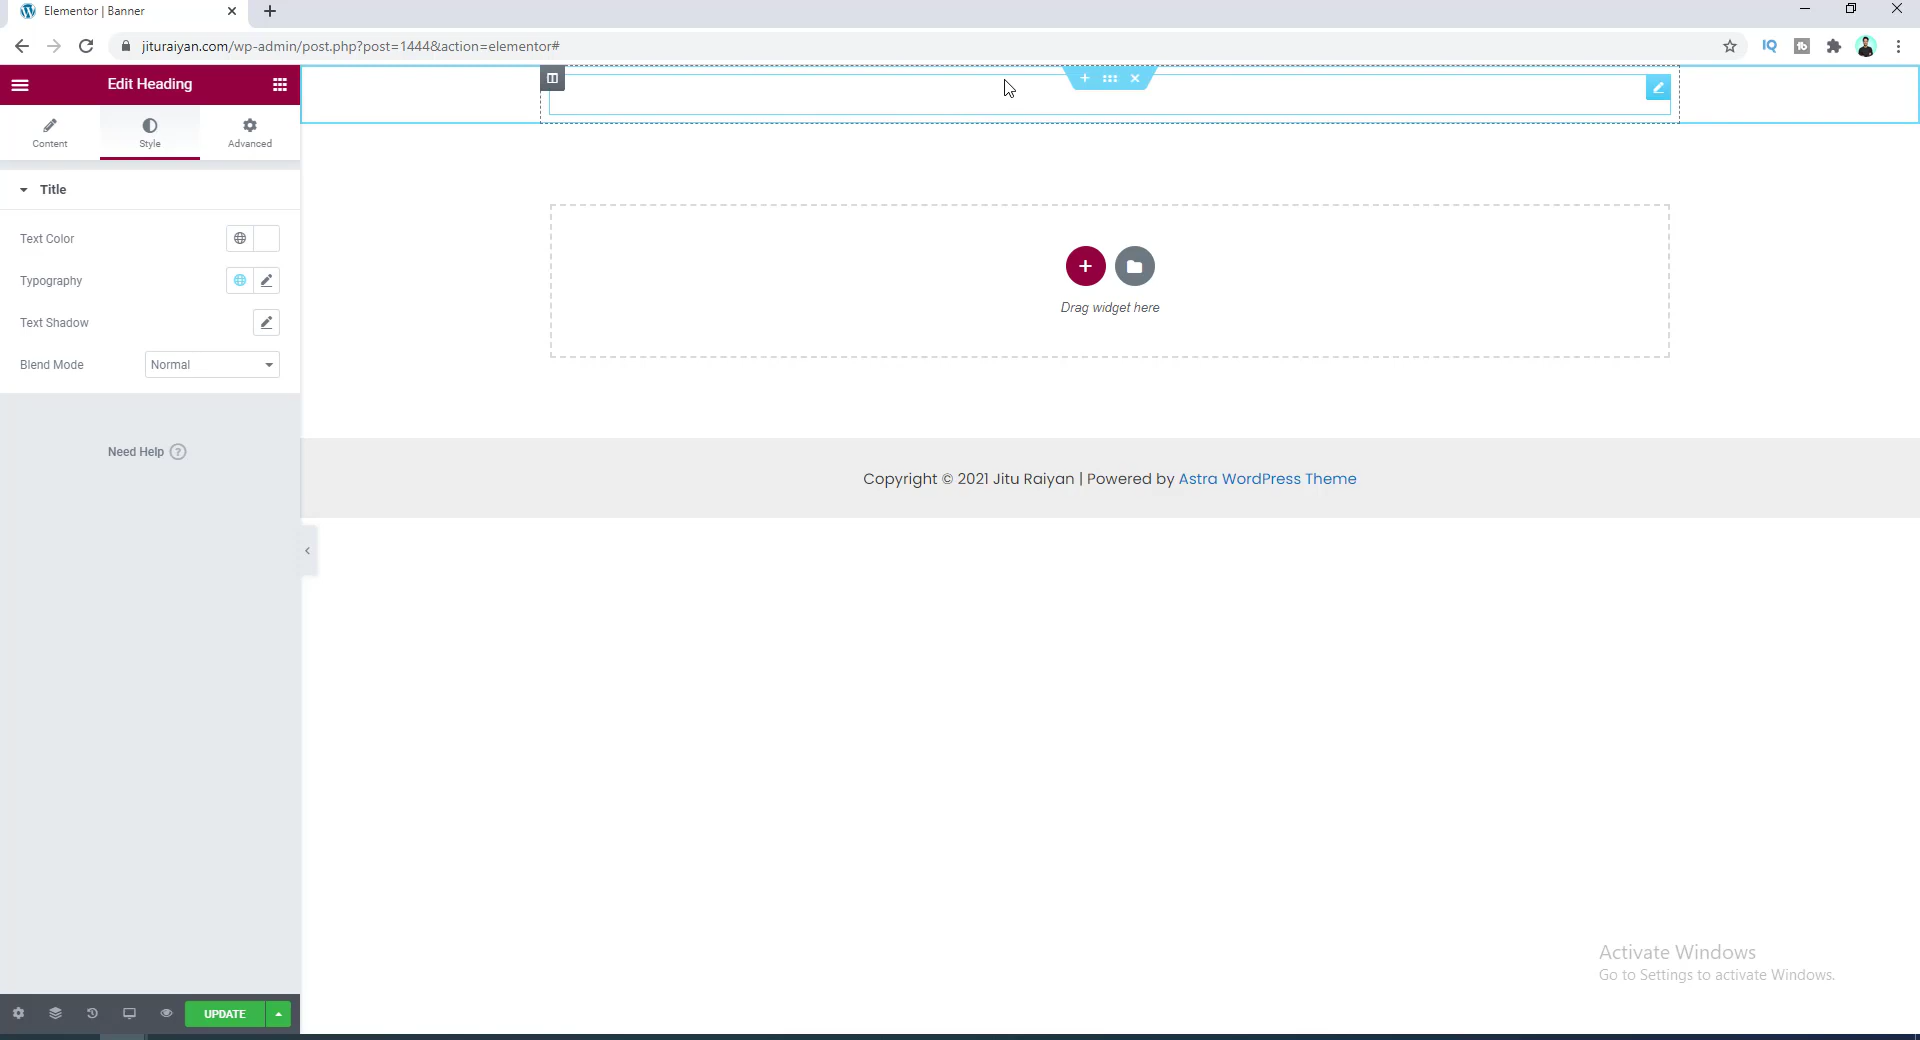 Elementor | Banner
jituraiyan.com/wp-admin/post.php?post=1444&action=elementor#
IQ
tb
Edit Heading
Content
Style
Advanced
Title
Text Color
Typography
Text Shadow
Blend Mode
Normal
Need Help ?
Drag widget here
Copyright © 2021 Jitu Raiyan | Powered by Astra WordPress Theme
Activate Windows
Go to Settings to activate Windows.
UPDATE